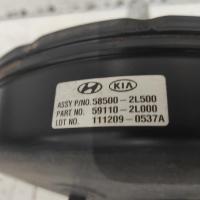 KIA
ASSY P/NO. 58500-2L500
PART NO. 59110-2L000
LOT NO. 111209-0537A